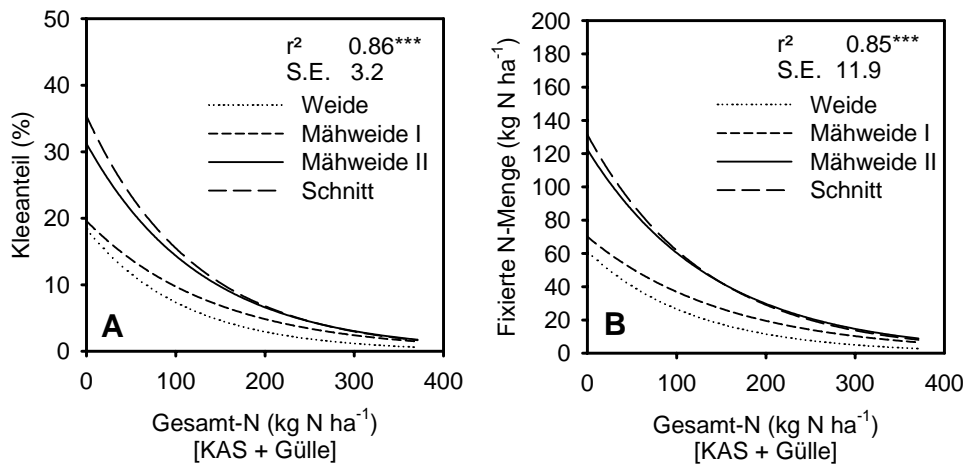 50
40
30
20
10
0
Kleeanteil (%)
r² 0.86***
S.E. 3.2
Weide
Mähweide I
Mähweide II
Schnitt
A
0 100 200 300 400
Gesamt-N (kg N ha⁻¹)
[KAS + Gülle]
200
180
160
140
120
100
80
60
40
20
0
Fixierte N-Menge (kg N ha⁻¹)
r² 0.85***
S.E. 11.9
Weide
Mähweide I
Mähweide II
Schnitt
B
0 100 200 300 400
Gesamt-N (kg N ha⁻¹)
[KAS + Gülle]